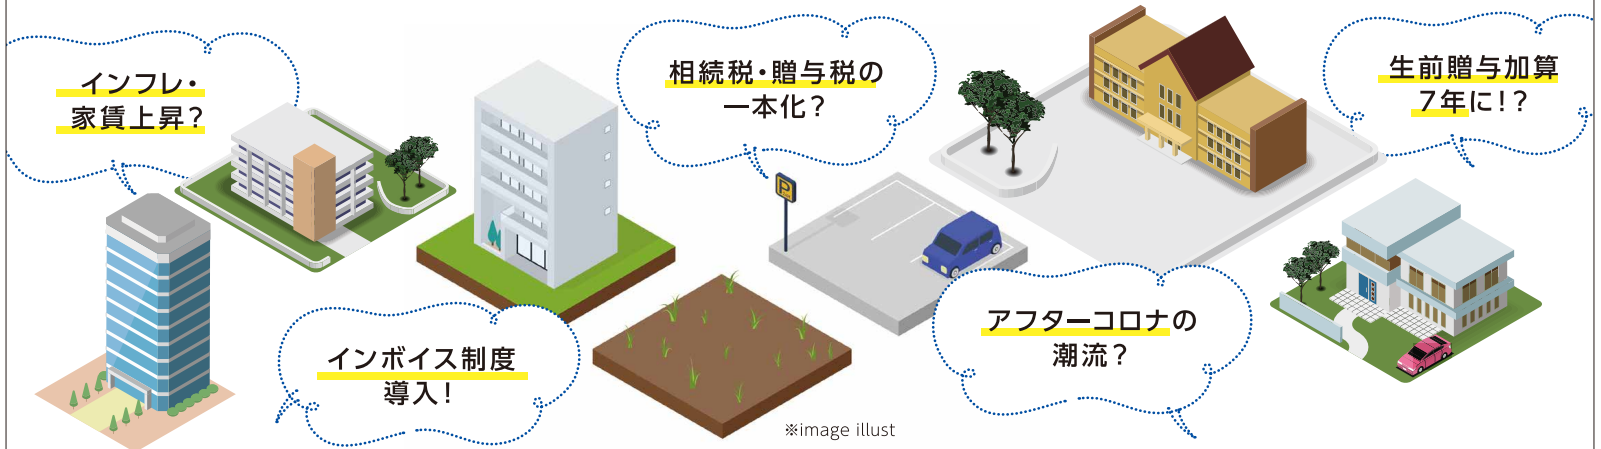 インフレ・
家賃上昇?
相続税・贈与税の
一本化?
生前贈与加算
7年に!?
P
インボイス制度
導入!
アフターコロナの
潮流?
※image illust